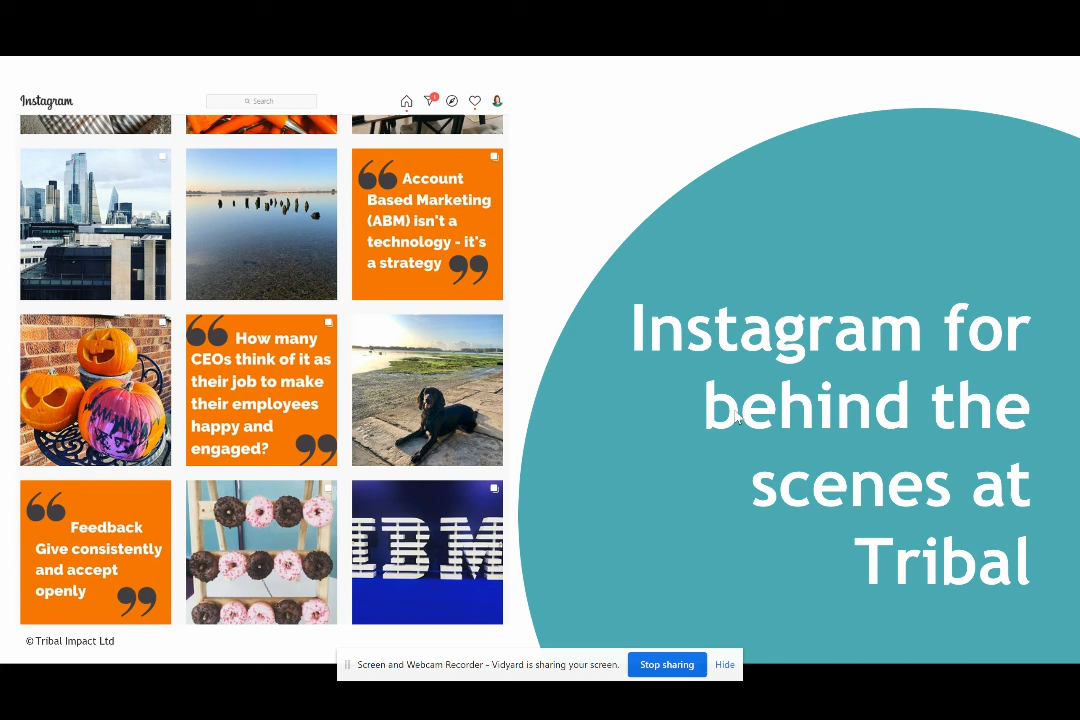 Instagram
Search
1
Account
Based Marketing
(ABM) isn't a
technology - it's
a strategy
How many
CEOs think of it as
their job to make
their employees
happy and
engaged?
Feedback
Give consistently
and accept
openly
IBM
© Tribal Impact Ltd
Instagram for
behind the
scenes at
Tribal
Screen and Webcam Recorder - Vidyard is sharing your screen.
Stop sharing
Hide